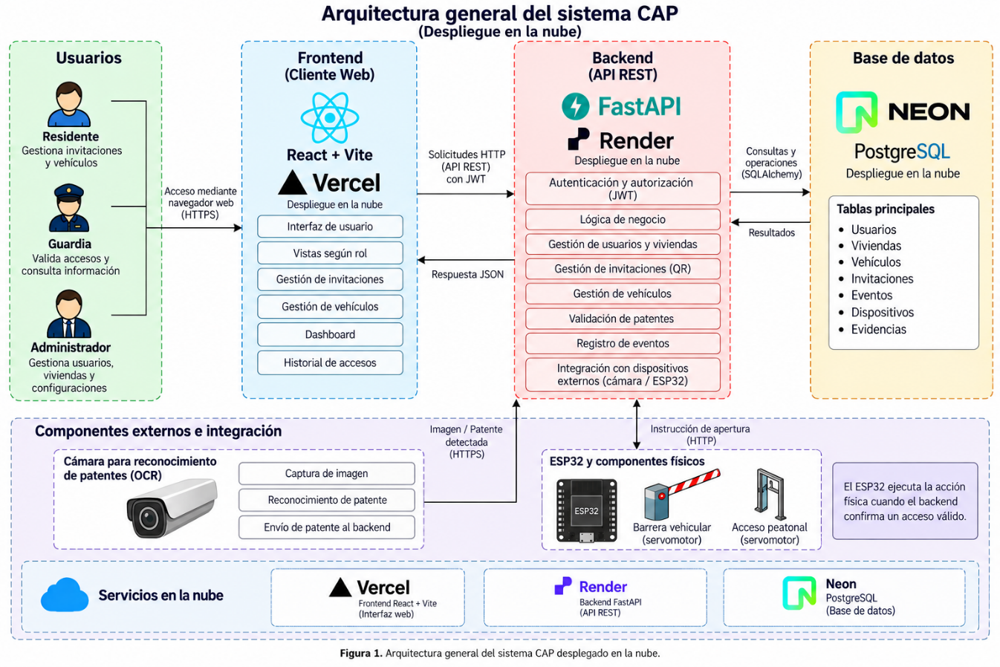 Arquitectura general del sistema CAP
(Despliegue en la nube)
Usuarios
Residente
Gestiona invitaciones
y vehículos
Guardia
Valida accesos y
consulta información
Administrador
Gestiona usuarios,
viviendas y
configuraciones
Acceso mediante
navegador web
(HTTPS)
Frontend
(Cliente Web)
React + Vite
Vercel
Despliegue en la nube
Interfaz de usuario
Vistas según rol
Gestión de invitaciones
Gestión de vehículos
Dashboard
Historial de accesos
Solicitudes HTTP
(API REST)
con JWT
Respuesta JSON
Backend
(API REST)
FastAPI
Render
Despliegue en la nube
Autenticación y autorización
(JWT)
Lógica de negocio
Gestión de usuarios y viviendas
Gestión de invitaciones (QR)
Gestión de vehículos
Validación de patentes
Registro de eventos
Integración con dispositivos
externos (cámara / ESP32)
Consultas y
operaciones
(SQLAlchemy)
Resultados
Base de datos
NEON
PostgreSQL
Despliegue en la nube
Tablas principales
• Usuarios
• Viviendas
• Vehículos
• Invitaciones
• Eventos
• Dispositivos
• Evidencias
Componentes externos e integración
Cámara para reconocimiento
de patentes (OCR)
Captura de imagen
Reconocimiento de patente
Envío de patente al backend
Imagen / Patente
detectada
(HTTPS)
Instrucción de apertura
(HTTP)
ESP32 y componentes físicos
ESP32
Barrera vehicular
(servomotor)
Acceso peatonal
(servomotor)
El ESP32 ejecuta la acción
física cuando el backend
confirma un acceso válido.
Servicios en la nube
Vercel
Frontend React + Vite
(Interfaz web)
Render
Backend FastAPI
(API REST)
Neon
PostgreSQL
(Base de datos)
Figura 1. Arquitectura general del sistema CAP desplegado en la nube.